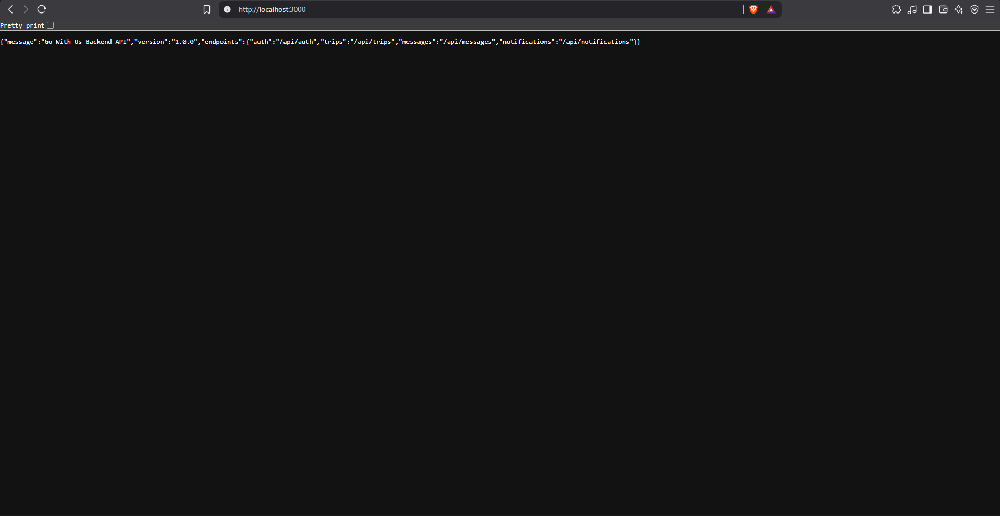 http://localhost:3000
Pretty print
{"message":"Go With Us Backend API","version":"1.0.0","endpoints":{"auth":"/api/auth","trips":"/api/trips","messages":"/api/messages","notifications":"/api/notifications"}}